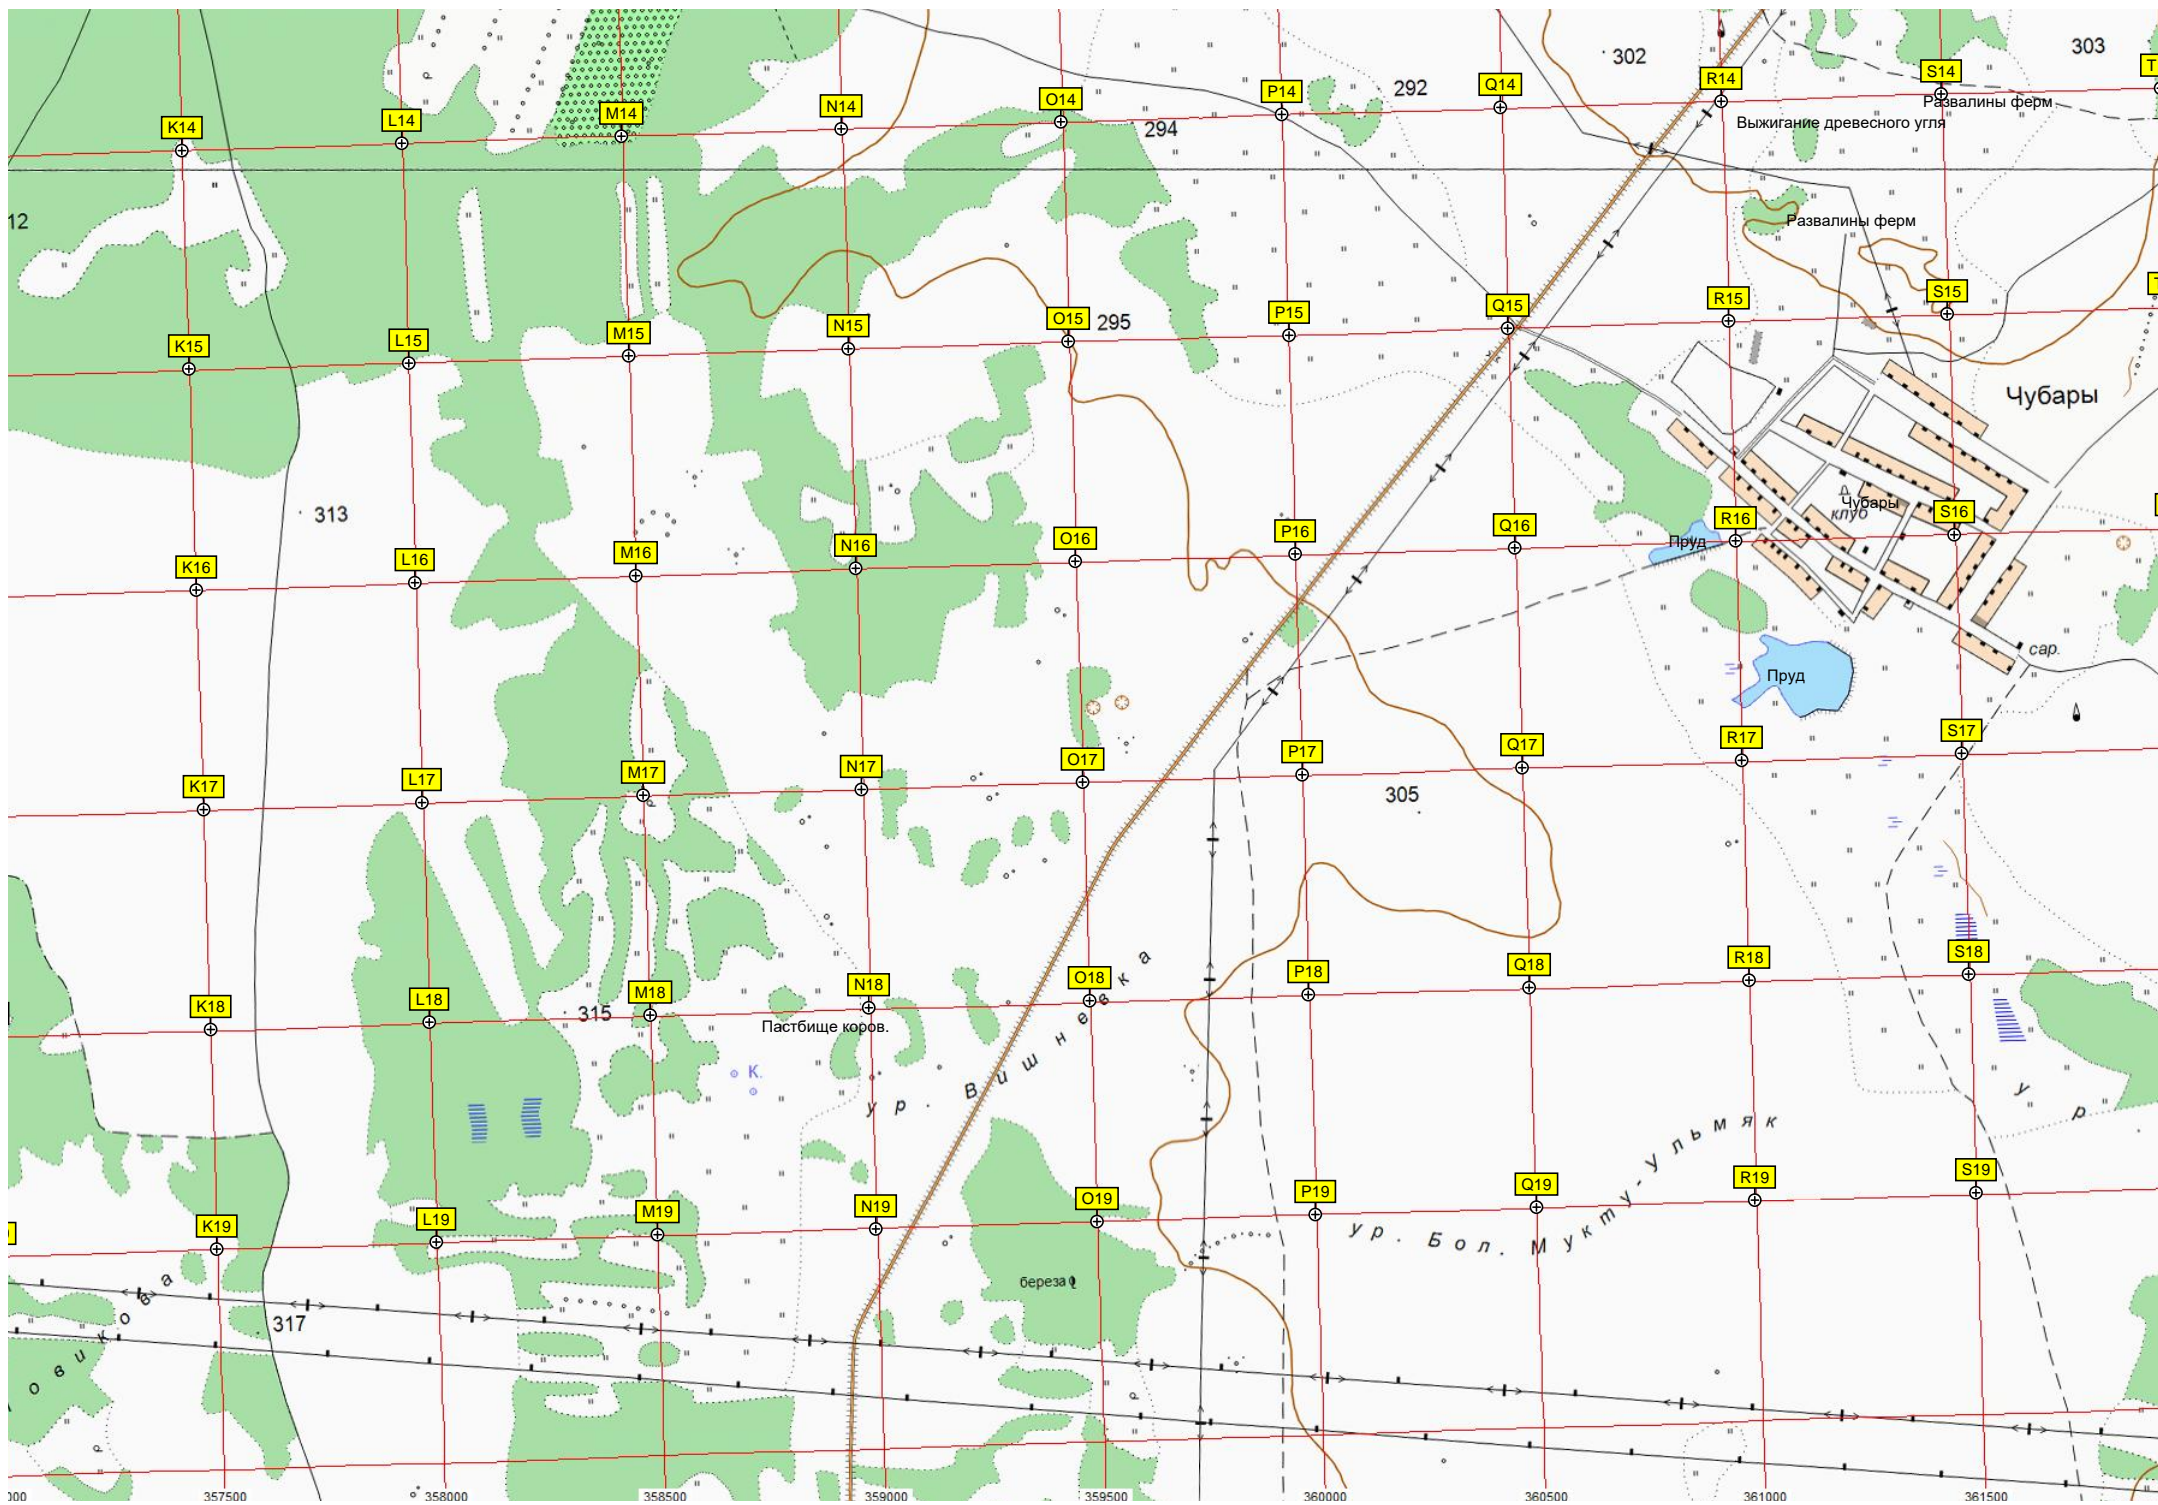 302
303
292
294
K14 L14 M14 N14 O14 P14 Q14 R14 S14 T
Развалины ферм
Выжигание древесного угля
12
Развалины ферм
295
K15 L15 M15 N15 O15 P15 Q15 R15 S15
Чубары
313
Чубары
клуб
K16 L16 M16 N16 O16 P16 Q16 R16 S16
Пруд
сар.
Пруд
K17 L17 M17 N17 O17 P17 Q17 R17 S17
305
K18 L18 M18 N18 O18 P18 Q18 R18 S18
315
Пастбище коров.
К.
ур. Вишневка
ур
ур. Бол. Мукту-ульмяк
K19 L19 M19 N19 O19 P19 Q19 R19 S19
береза
317
овикова
000 357500 358000 358500 359000 359500 360000 360500 361000 361500